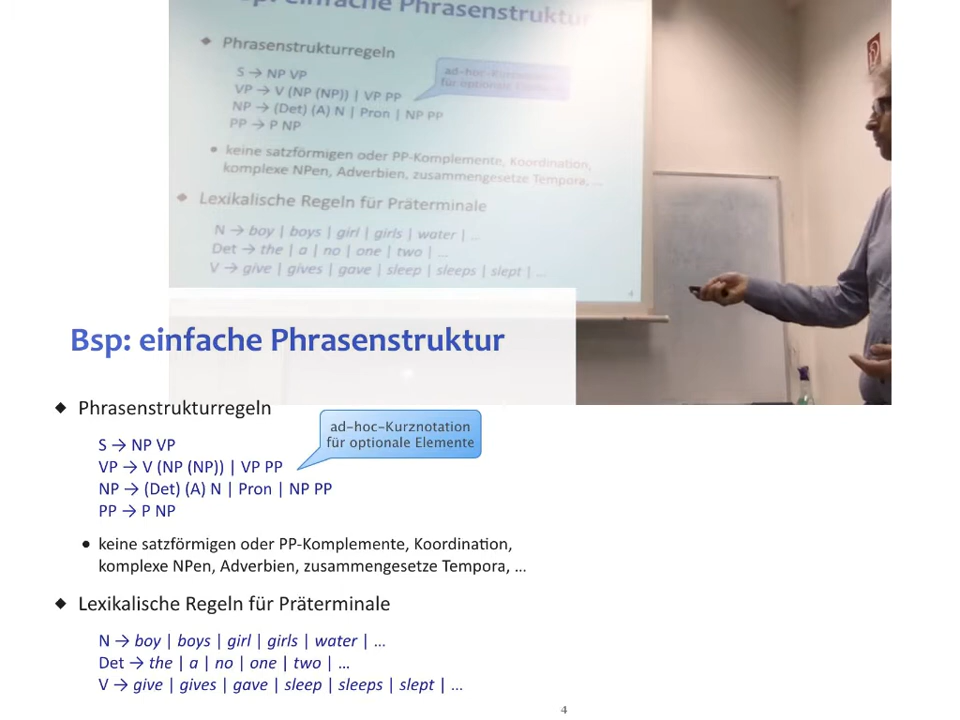 Bsp: einfache Phrasenstruktur
Phrasenstrukturregeln
S → NP VP
VP → V (NP (NP)) | VP PP
NP → (Det) (A) N | Pron | NP PP
PP → P NP
ad-hoc-Kurznotation
für optionale Elemente
keine satzförmigen oder PP-Komplemente, Koordination,
komplexe NPen, Adverbien, zusammengesetze Tempora, ...
Lexikalische Regeln für Präterminale
N → boy | boys | girl | girls | water | ...
Det → the | a | no | one | two | ...
V → give | gives | gave | sleep | sleeps | slept | ...
4
Bsp: einfache Phrasenstruktur
◆ Phrasenstrukturregeln
ad-hoc-Kurznotation
für optionale Elemente
S → NP VP
VP → V (NP (NP)) | VP PP
NP → (Det) (A) N | Pron | NP PP
PP → P NP
• keine satzförmigen oder PP-Komplemente, Koordination,
komplexe NPen, Adverbien, zusammengesetze Tempora, ...
◆ Lexikalische Regeln für Präterminale
N → boy | boys | girl | girls | water | ...
Det → the | a | no | one | two | ...
V → give | gives | gave | sleep | sleeps | slept | ...
4